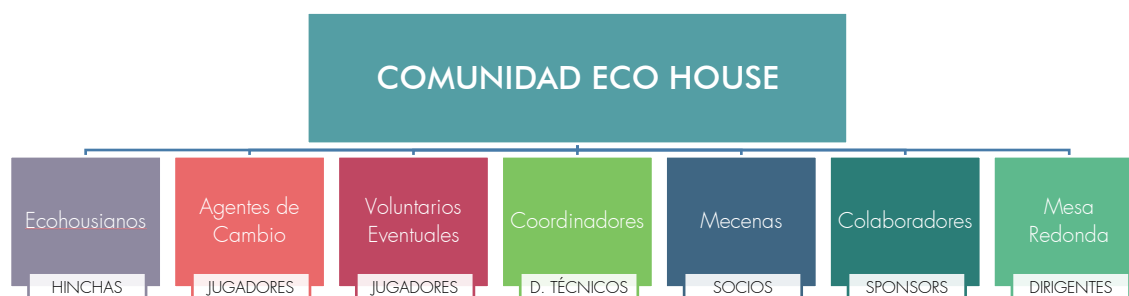 COMUNIDAD ECO HOUSE
Ecohousianos
HINCHAS
Agentes de
Cambio
JUGADORES
Voluntarios
Eventuales
JUGADORES
Coordinadores
D. TÉCNICOS
Mecenas
SOCIOS
Colaboradores
SPONSORS
Mesa
Redonda
DIRIGENTES